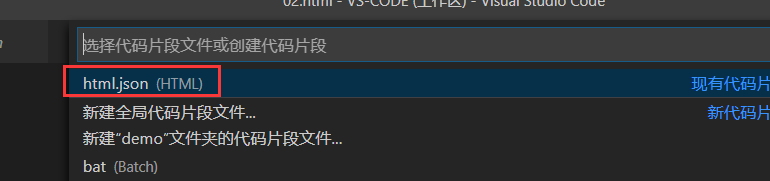 02.html - VS-CODE (工作区) - Visual Studio Code
选择代码片段文件或创建代码片段
html.json (HTML) 现有代码片
新建全局代码片段文件... 新代码片
新建“demo”文件夹的代码片段文件...
bat (Batch)